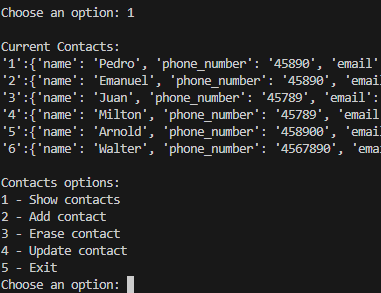 Choose an option: 1
Current Contacts:
'1':{'name': 'Pedro', 'phone_number': '45890', 'email'
'2':{'name': 'Emanuel', 'phone_number': '45890', 'emai
'3':{'name': 'Juan', 'phone_number': '45789', 'email':
'4':{'name': 'Milton', 'phone_number': '45789', 'email
'5':{'name': 'Arnold', 'phone_number': '458900', 'emai
'6':{'name': 'Walter', 'phone_number': '4567890', 'ema
Contacts options:
1 - Show contacts
2 - Add contact
3 - Erase contact
4 - Update contact
5 - Exit
Choose an option: